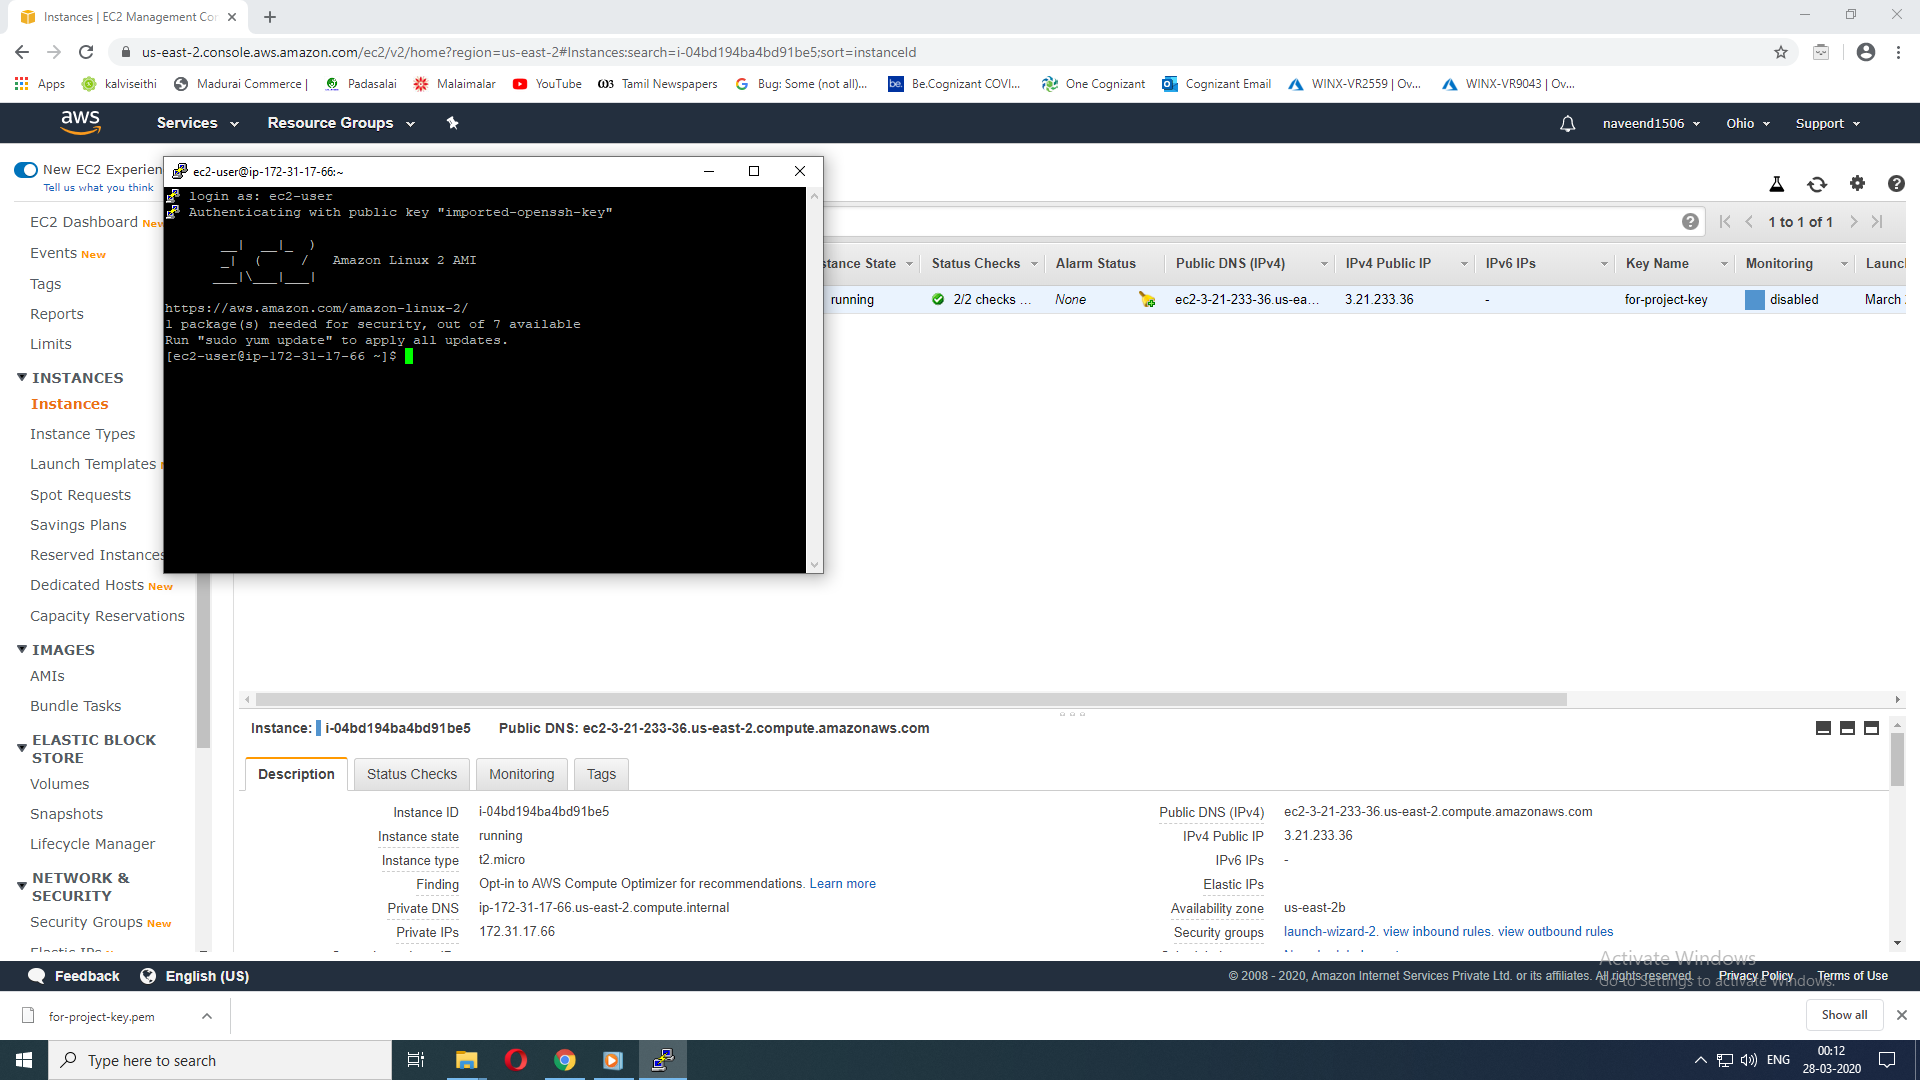 Instances | EC2 Management Con
us-east-2.console.aws.amazon.com/ec2/v2/home?region=us-east-2#Instances:search=i-04bd194ba4bd91be5;sort=instanceId
Apps kalviseithi Madurai Commerce | Padasalai Malaimalar YouTube Tamil Newspapers Bug: Some (not all)... be. Be.Cognizant COVI... One Cognizant Cognizant Email WINX-VR2559 | Ov... WINX-VR9043 | Ov...
aws Services Resource Groups naveend1506 Ohio Support
New EC2 Experien
Tell us what you think
EC2 Dashboard New
Events New
Tags
Reports
Limits
INSTANCES
Instances
Instance Types
Launch Templates
Spot Requests
Savings Plans
Reserved Instances
Dedicated Hosts New
Capacity Reservations
IMAGES
AMIs
Bundle Tasks
ELASTIC BLOCK
STORE
Volumes
Snapshots
Lifecycle Manager
NETWORK &
SECURITY
Security Groups New
Elastic IPs
ec2-user@ip-172-31-17-66:~
login as: ec2-user
Authenticating with public key "imported-openssh-key"
__|  __|_  )
_|  (     /   Amazon Linux 2 AMI
___|\___|___|
https://aws.amazon.com/amazon-linux-2/
1 package(s) needed for security, out of 7 available
Run "sudo yum update" to apply all updates.
[ec2-user@ip-172-31-17-66 ~]$
1 to 1 of 1
stance State Status Checks Alarm Status Public DNS (IPv4) IPv4 Public IP IPv6 IPs Key Name Monitoring Launc
running 2/2 checks ... None ec2-3-21-233-36.us-ea... 3.21.233.36 - for-project-key disabled March
Instance: i-04bd194ba4bd91be5 Public DNS: ec2-3-21-233-36.us-east-2.compute.amazonaws.com
Description Status Checks Monitoring Tags
Instance ID i-04bd194ba4bd91be5
Instance state running
Instance type t2.micro
Finding Opt-in to AWS Compute Optimizer for recommendations. Learn more
Private DNS ip-172-31-17-66.us-east-2.compute.internal
Private IPs 172.31.17.66
Public DNS (IPv4) ec2-3-21-233-36.us-east-2.compute.amazonaws.com
IPv4 Public IP 3.21.233.36
IPv6 IPs -
Elastic IPs
Availability zone us-east-2b
Security groups launch-wizard-2. view inbound rules. view outbound rules
Activate Windows
Go to Settings to activate Windows.
Feedback English (US) © 2008 - 2020, Amazon Internet Services Private Ltd. or its affiliates. All rights reserved. Privacy Policy Terms of Use
for-project-key.pem Show all
Type here to search
ENG
00:12
28-03-2020